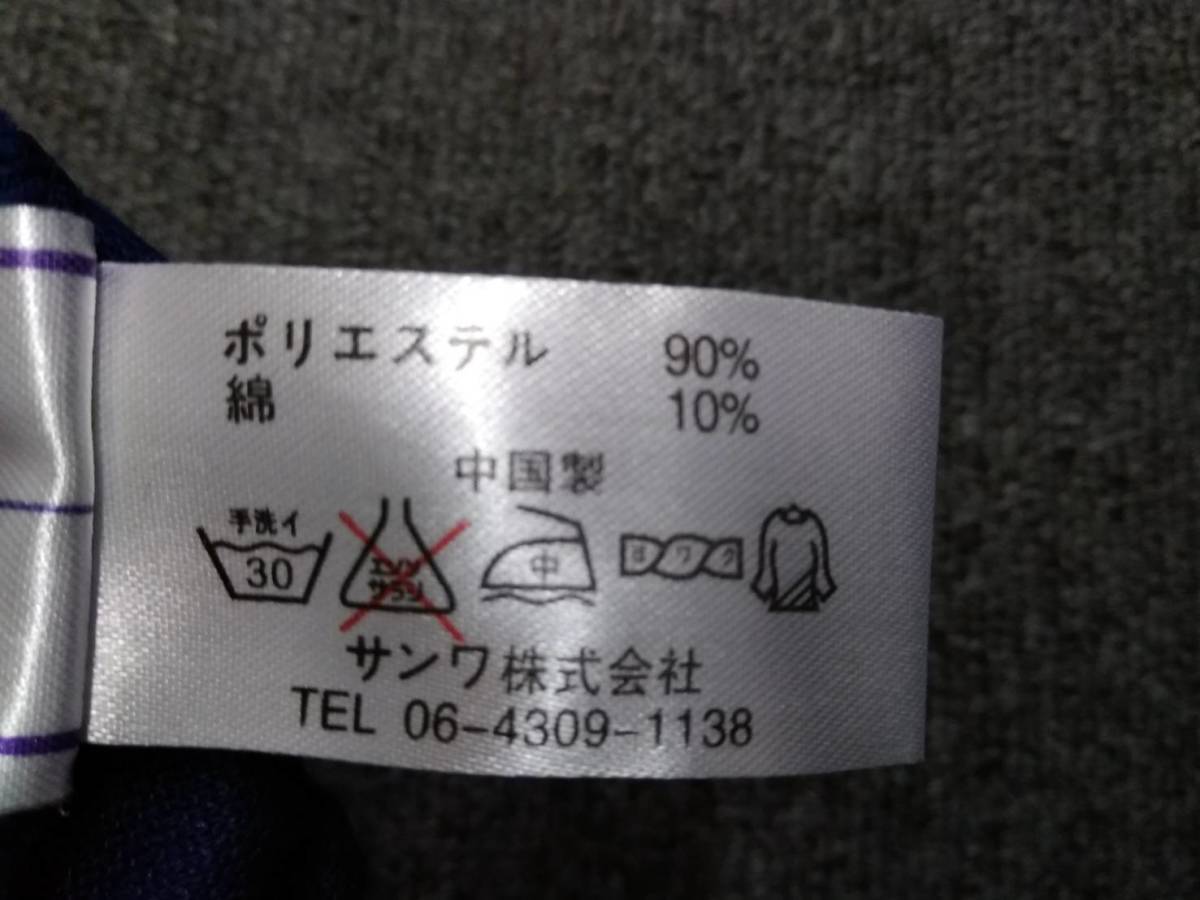 ポリエステル 90%
綿 10%
中国製
手洗イ
30 エンソ 中 ヨワク
サラシ
サンワ株式会社
TEL 06-4309-1138